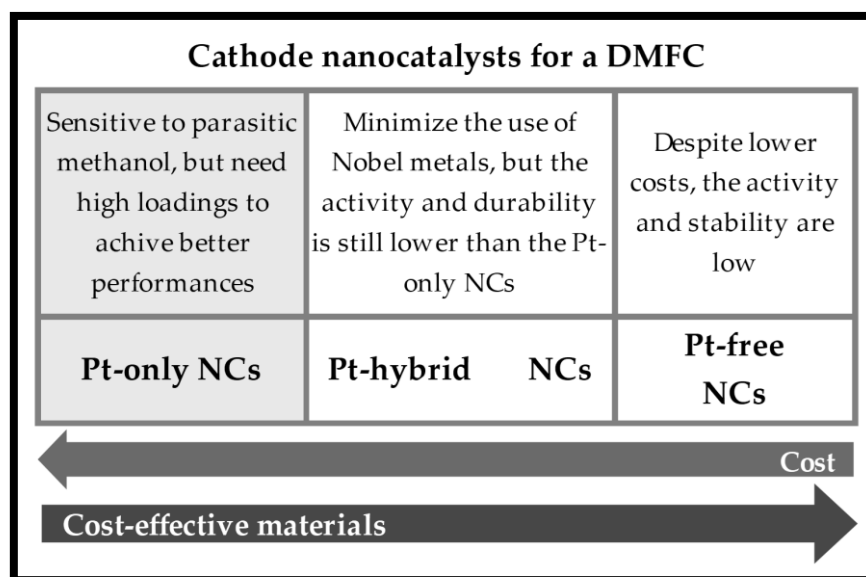 Cathode nanocatalysts for a DMFC
Sensitive to parasitic
methanol, but need
high loadings to
achive better
performances
Minimize the use of
Nobel metals, but the
activity and durability
is still lower than the Pt-
only NCs
Despite lower
costs, the activity
and stability are
low
Pt-only NCs
Pt-hybrid NCs
Pt-free
NCs
Cost
Cost-effective materials